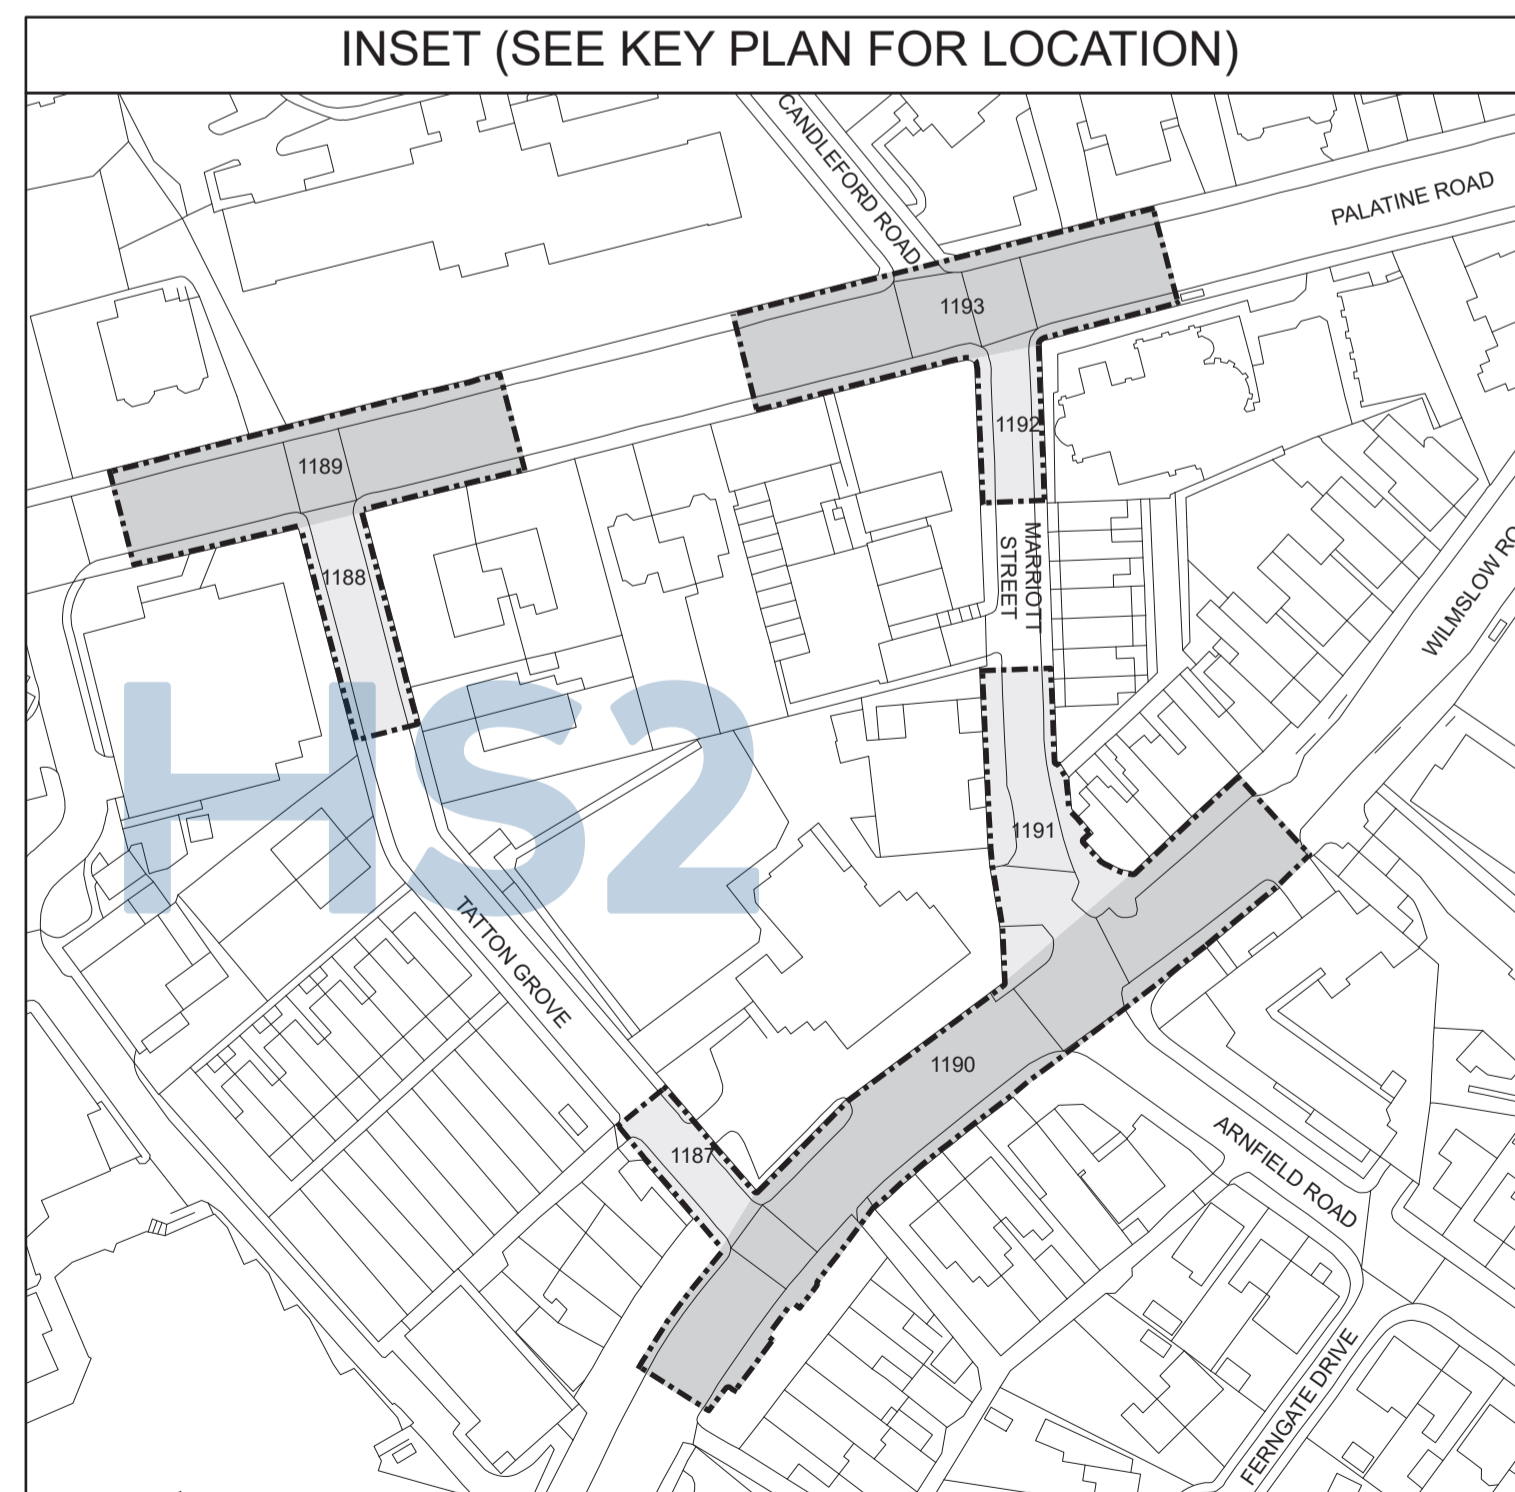 INSET (SEE KEY PLAN FOR LOCATION)
CANDLEFORD ROAD
PALATINE ROAD
1193
1192
1189
1188
MARRIOTT
STREET
WILMSLOW RO
HS2
1191
TATTON GROVE
1190
1187
ARNFIELD ROAD
FERNGATE DRIVE